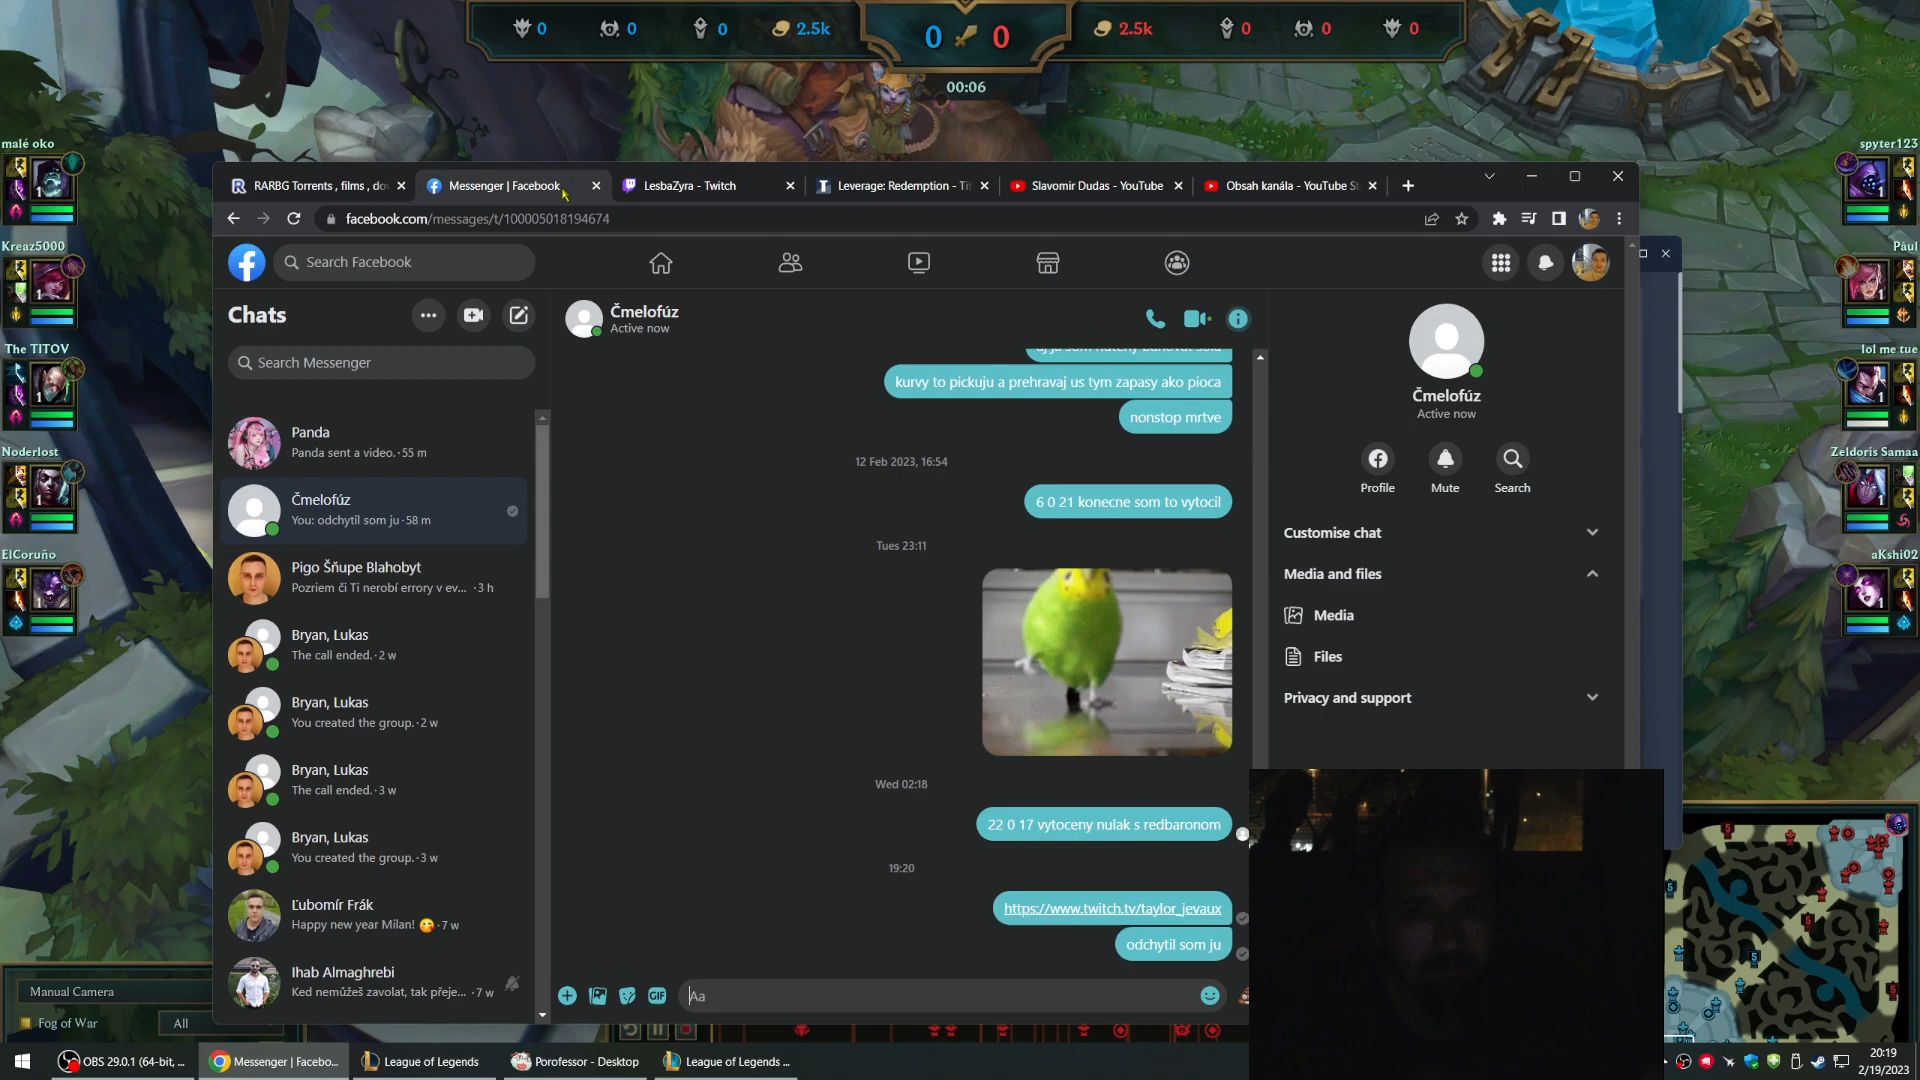 0 0 0 2.5k 0 0 2.5k 0 0 0
00:06
malé oko
Kreaz5000
The TITOV
Noderlost
ElCoruño
spyter123
Påul
lol me tue
Zeldoris Samaa
aKshi02
RARBG Torrents , films , do
Messenger | Facebook
LesbaZyra - Twitch
Leverage: Redemption - Ti
Slavomir Dudas - YouTube
Obsah kanála - YouTube S
facebook.com/messages/t/100005018194674
Search Facebook
Chats
Search Messenger
Panda
Panda sent a video. · 55 m
Čmelofúz
You: odchytil som ju · 58 m
Pigo Šňupe Blahobyt
Pozriem či Ti nerobí errory v ev... · 3 h
Bryan, Lukas
The call ended. · 2 w
Bryan, Lukas
You created the group. · 2 w
Bryan, Lukas
The call ended. · 3 w
Bryan, Lukas
You created the group. · 3 w
Ľubomír Frák
Happy new year Milan! 😋 · 7 w
Ihab Almaghrebi
Ked nemůžeš zavolat, tak přeje... · 7 w
Čmelofúz
Active now
kurvy to pickuju a prehravaj us tym zapasy ako pioca
nonstop mrtve
12 Feb 2023, 16:54
6 0 21 konecne som to vytocil
Tues 23:11
Wed 02:18
22 0 17 vytoceny nulak s redbaronom
19:20
https://www.twitch.tv/taylor_jevaux
odchytil som ju
GIF
Aa
Čmelofúz
Active now
Profile
Mute
Search
Customise chat
Media and files
Media
Files
Privacy and support
Manual Camera
Fog of War
All
OBS 29.0.1 (64-bit, ...
Messenger | Facebo...
League of Legends
Porofessor - Desktop
League of Legends ...
20:19
2/19/2023